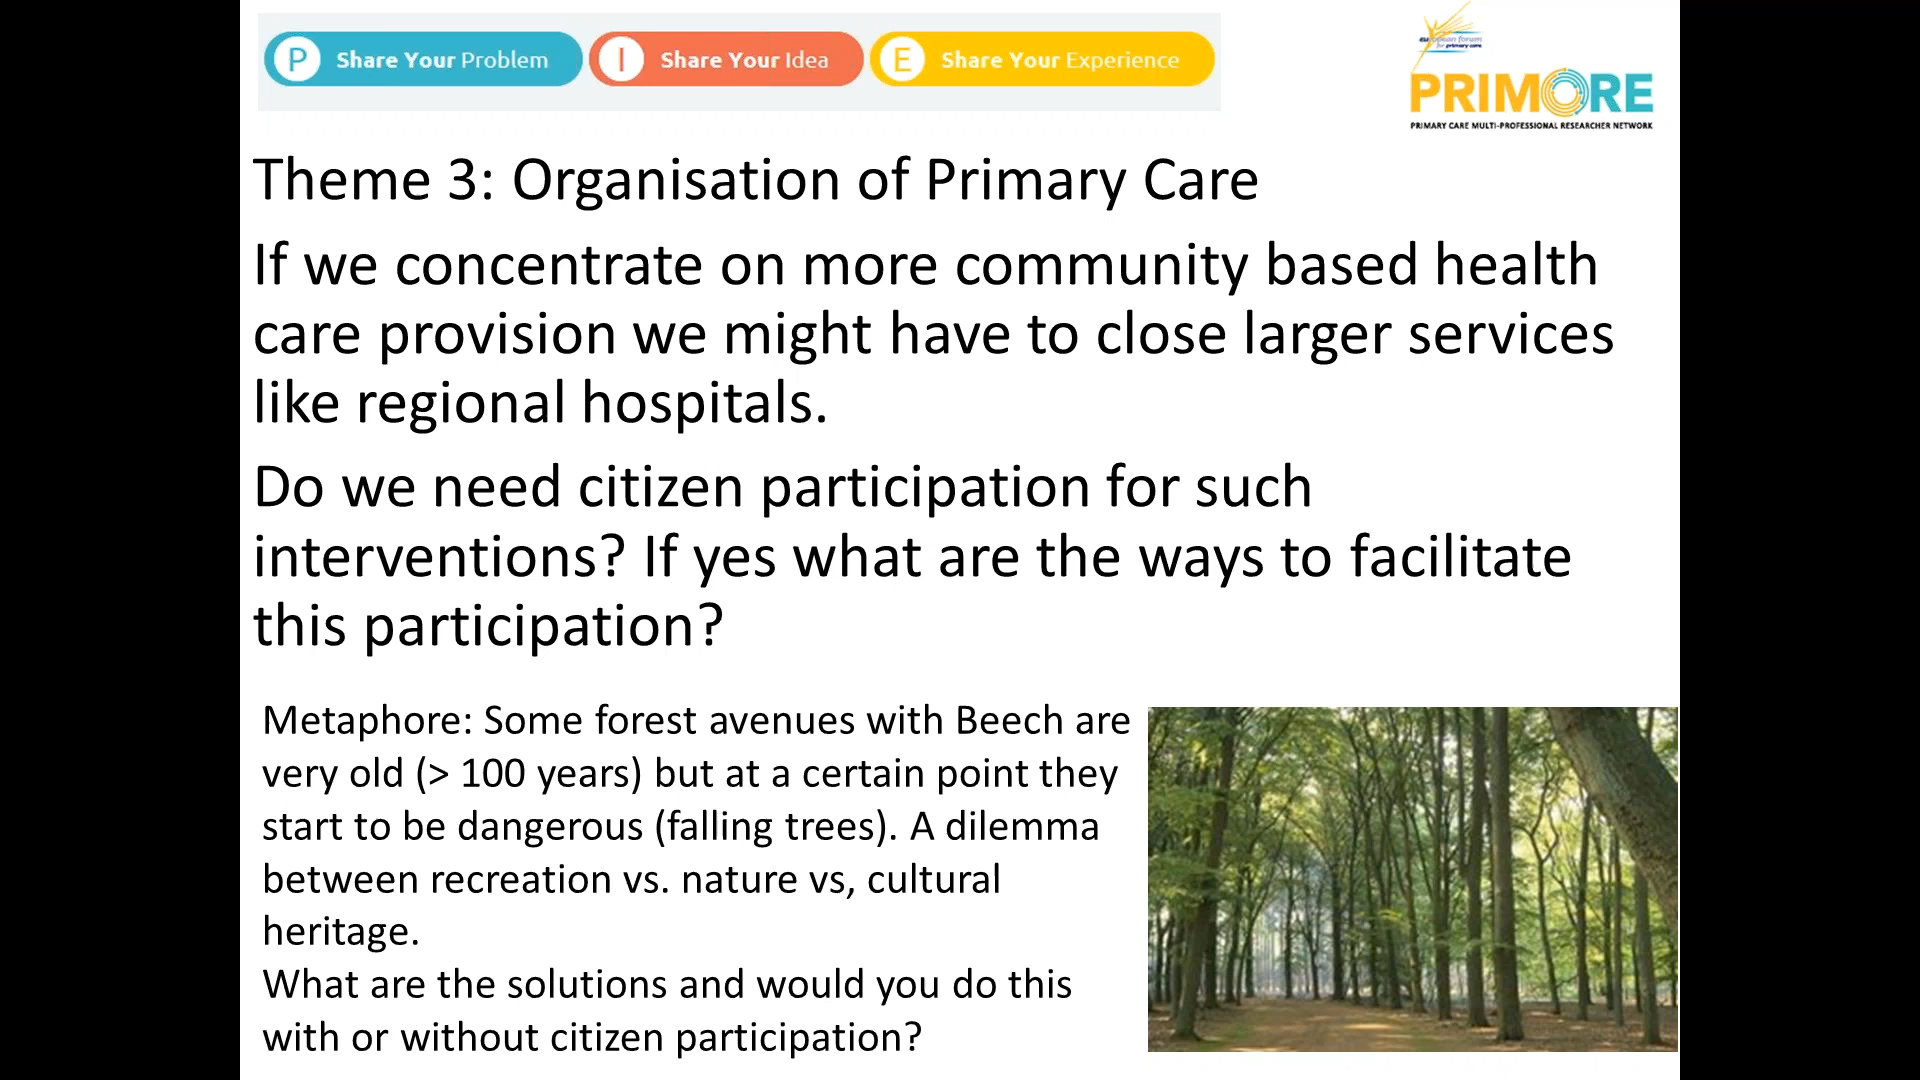 P Share Your Problem I Share Your Idea E Share Your Experience
european forum
for primary care
PRIMORE
PRIMARY CARE MULTI-PROFESSIONAL RESEARCHER NETWORK
Theme 3: Organisation of Primary Care
If we concentrate on more community based health
care provision we might have to close larger services
like regional hospitals.
Do we need citizen participation for such
interventions? If yes what are the ways to facilitate
this participation?
Metaphore: Some forest avenues with Beech are
very old (> 100 years) but at a certain point they
start to be dangerous (falling trees). A dilemma
between recreation vs. nature vs, cultural
heritage.
What are the solutions and would you do this
with or without citizen participation?